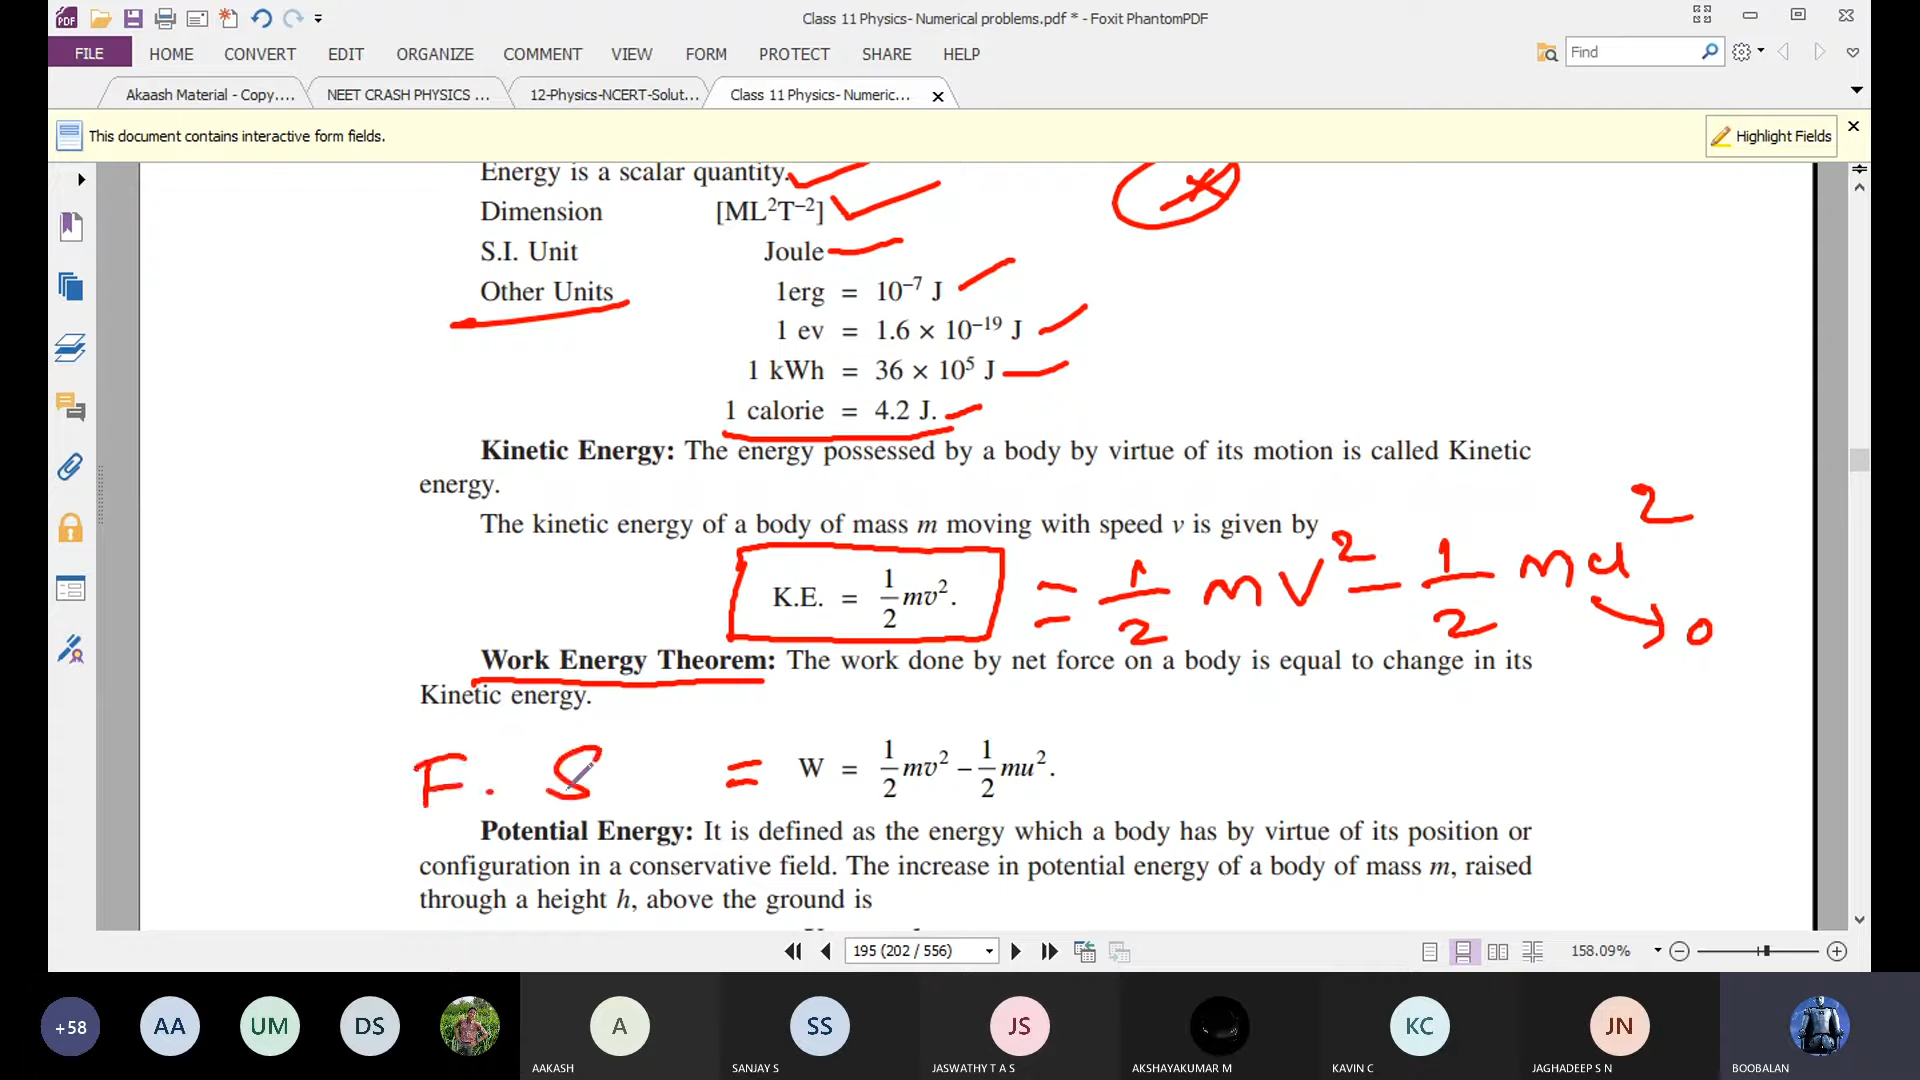 Class 11 Physics- Numerical problems.pdf * - Foxit PhantomPDF
FILE HOME CONVERT EDIT ORGANIZE COMMENT VIEW FORM PROTECT SHARE HELP Find
Akaash Material - Copy.... NEET CRASH PHYSICS ... 12-Physics-NCERT-Solut... Class 11 Physics- Numeric...
This document contains interactive form fields. Highlight Fields
Energy is a scalar quantity.
Dimension [ML²T⁻²]
S.I. Unit Joule
Other Units 1erg = 10⁻⁷ J
1 ev = 1.6 × 10⁻¹⁹ J
1 kWh = 36 × 10⁵ J
1 calorie = 4.2 J.
Kinetic Energy: The energy possessed by a body by virtue of its motion is called Kinetic
energy.
The kinetic energy of a body of mass m moving with speed v is given by
K.E. = 1/2 mv². = 1/2 mv² - 1/2 mu² → 0
Work Energy Theorem: The work done by net force on a body is equal to change in its
Kinetic energy.
F. S = W = 1/2 mv² – 1/2 mu².
Potential Energy: It is defined as the energy which a body has by virtue of its position or
configuration in a conservative field. The increase in potential energy of a body of mass m, raised
through a height h, above the ground is
195 (202 / 556) 158.09%
+58 AA UM DS A SS JS KC JN
AAKASH SANJAY S JASWATHY T A S AKSHAYAKUMAR M KAVIN C JAGHADEEP S N BOOBALAN